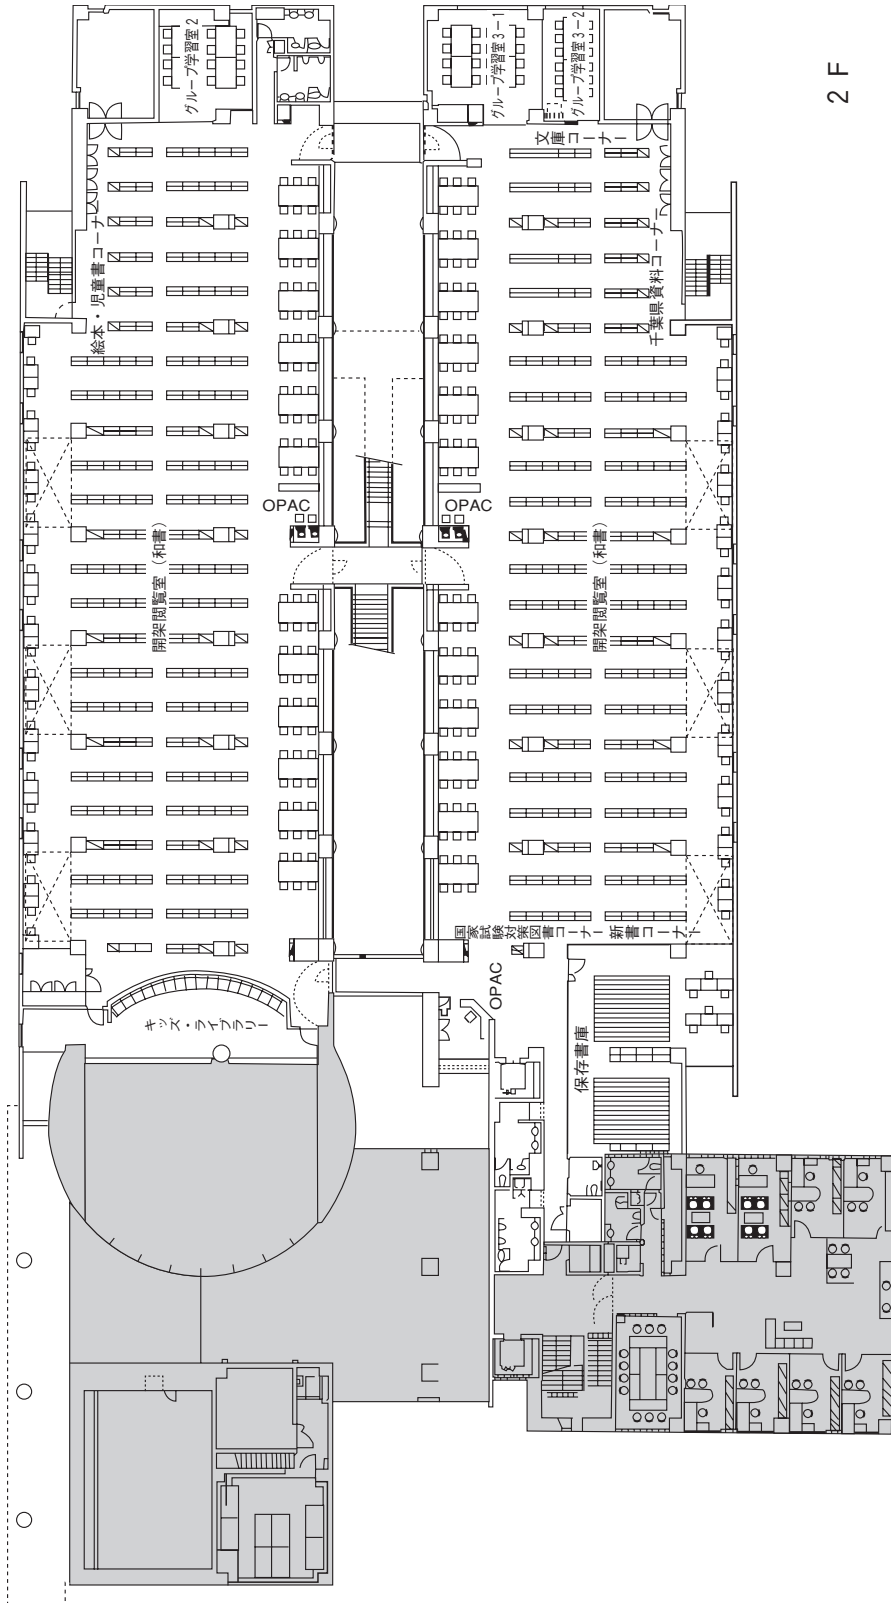 2F
グループ学習室2
グループ学習室3-1
グループ学習室3-2
文庫コーナー
絵本・児童書コーナー
千葉県資料コーナー
OPAC
OPAC
開架閲覧室（和書）
開架閲覧室（和書）
国家試験対策図書コーナー
新書コーナー
OPAC
キッズ・ライブラリー
保存書庫